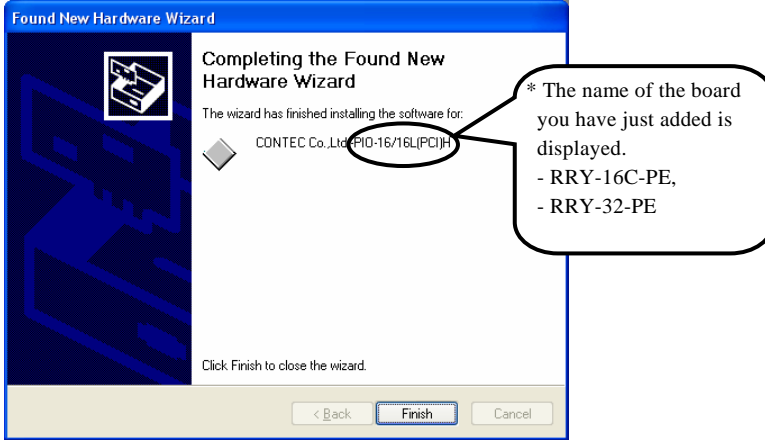 Found New Hardware Wizard
Completing the Found New
Hardware Wizard
The wizard has finished installing the software for:
CONTEC Co.,Ltd PIO-16/16L(PCI)H
Click Finish to close the wizard.
< Back
Finish
Cancel
* The name of the board
you have just added is
displayed.
- RRY-16C-PE,
- RRY-32-PE